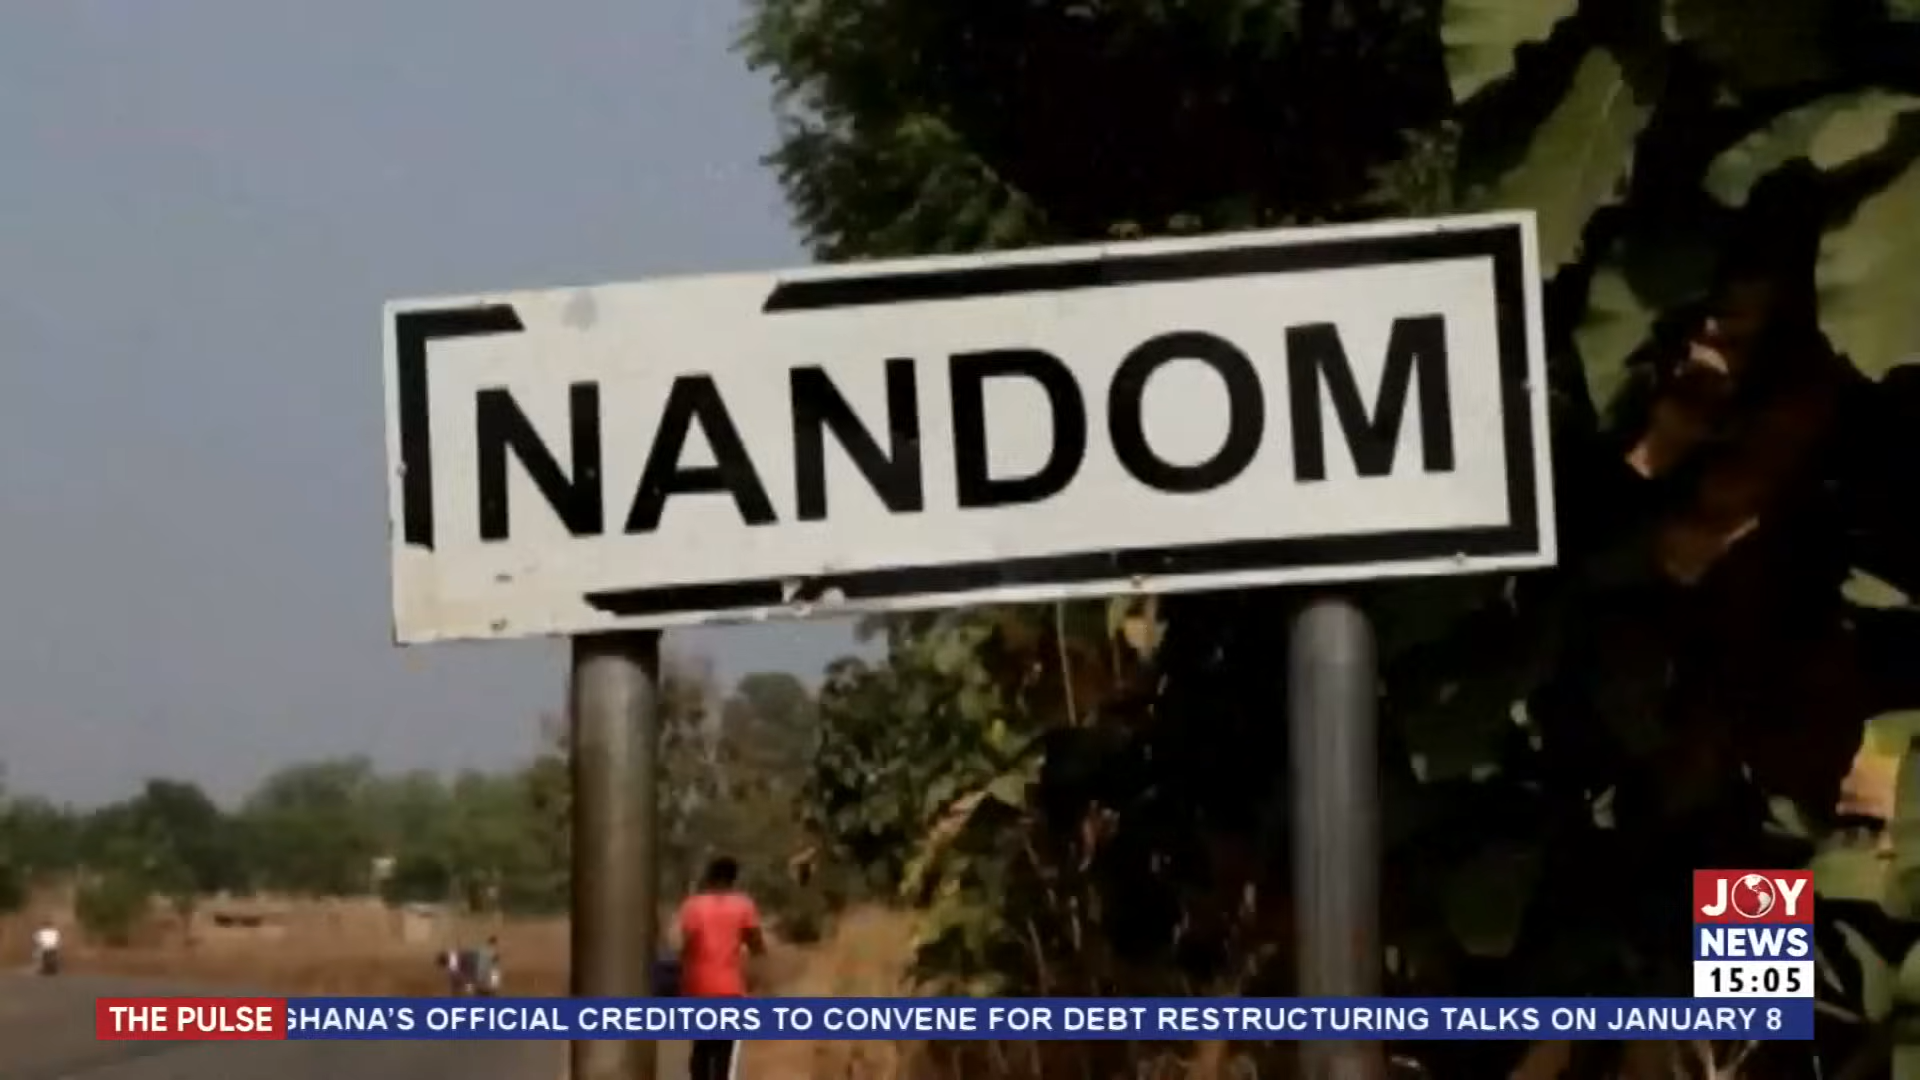 NANDOM
JOY
NEWS
15:05
THE PULSE
GHANA'S OFFICIAL CREDITORS TO CONVENE FOR DEBT RESTRUCTURING TALKS ON JANUARY 8